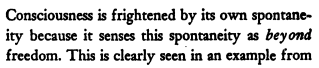 Consciousness is frightened by its own spontane-
ity because it senses this spontaneity as beyond
freedom. This is clearly seen in an example from